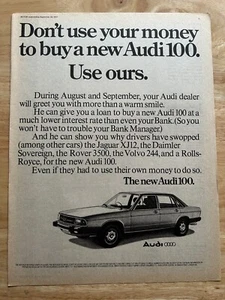 Don't use your money
to buy a new Audi 100.
Use ours.
During August and September, your Audi dealer
will greet you with more than a warm smile.
He can give you a loan to buy a new Audi 100 at a
much lower interest rate than even your Bank. (So you
won't have to trouble your Bank Manager.)
And he can show you why drivers have swopped
(among other cars) the Jaguar XJ12, the Daimler
Sovereign, the Rover 3500, the Volvo 244, and a Rolls-
Royce, for the new Audi 100.
Even if they had to use their own money to do so.
The new Audi 100.
Audi